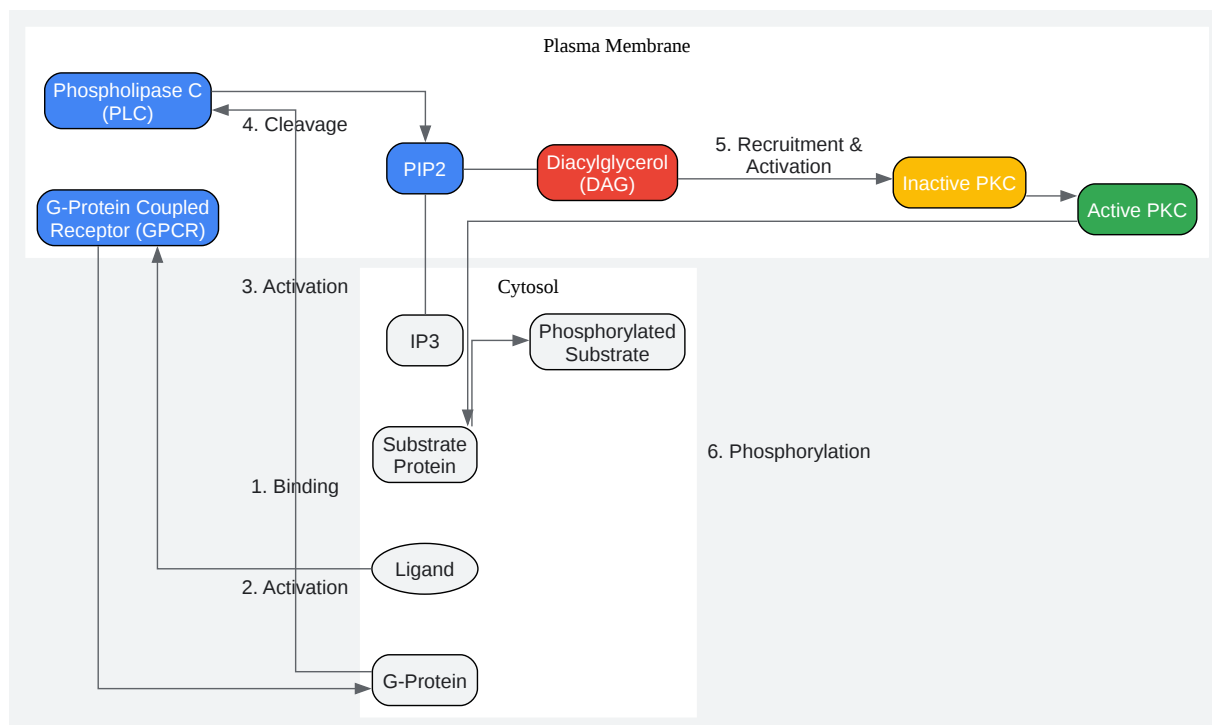 Plasma Membrane
Phospholipase C
(PLC)
4. Cleavage
PIP2
Diacylglycerol
(DAG)
5. Recruitment &
Activation
Inactive PKC
Active PKC
G-Protein Coupled
Receptor (GPCR)
3. Activation
Cytosol
IP3
Phosphorylated
Substrate
Substrate
Protein
6. Phosphorylation
1. Binding
Ligand
2. Activation
G-Protein